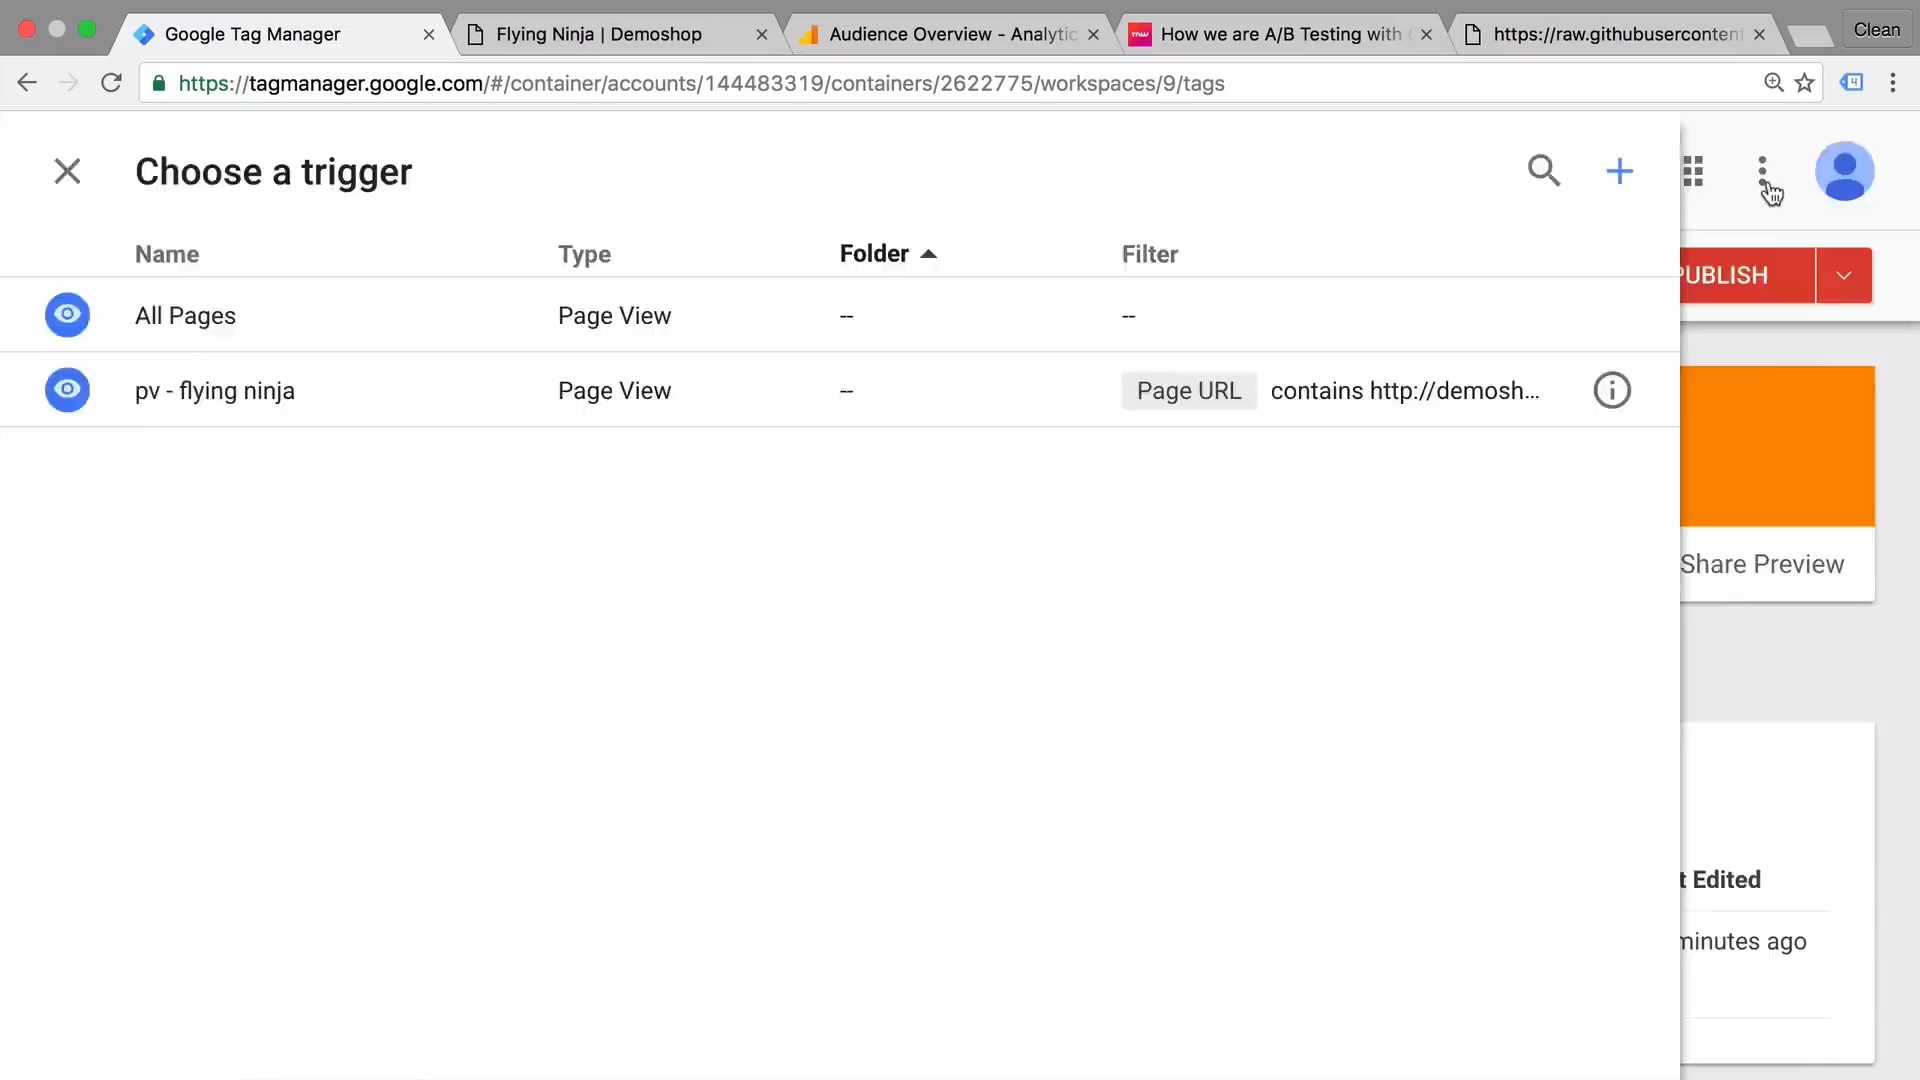 Google Tag Manager
Flying Ninja | Demoshop
Audience Overview - Analytic
How we are A/B Testing with
https://raw.githubusercontent
Clean
https://tagmanager.google.com/#/container/accounts/144483319/containers/2622775/workspaces/9/tags
Choose a trigger
Name Type Folder Filter
PUBLISH
All Pages Page View -- --
pv - flying ninja Page View -- Page URL contains http://demosh...
Share Preview
t Edited
minutes ago